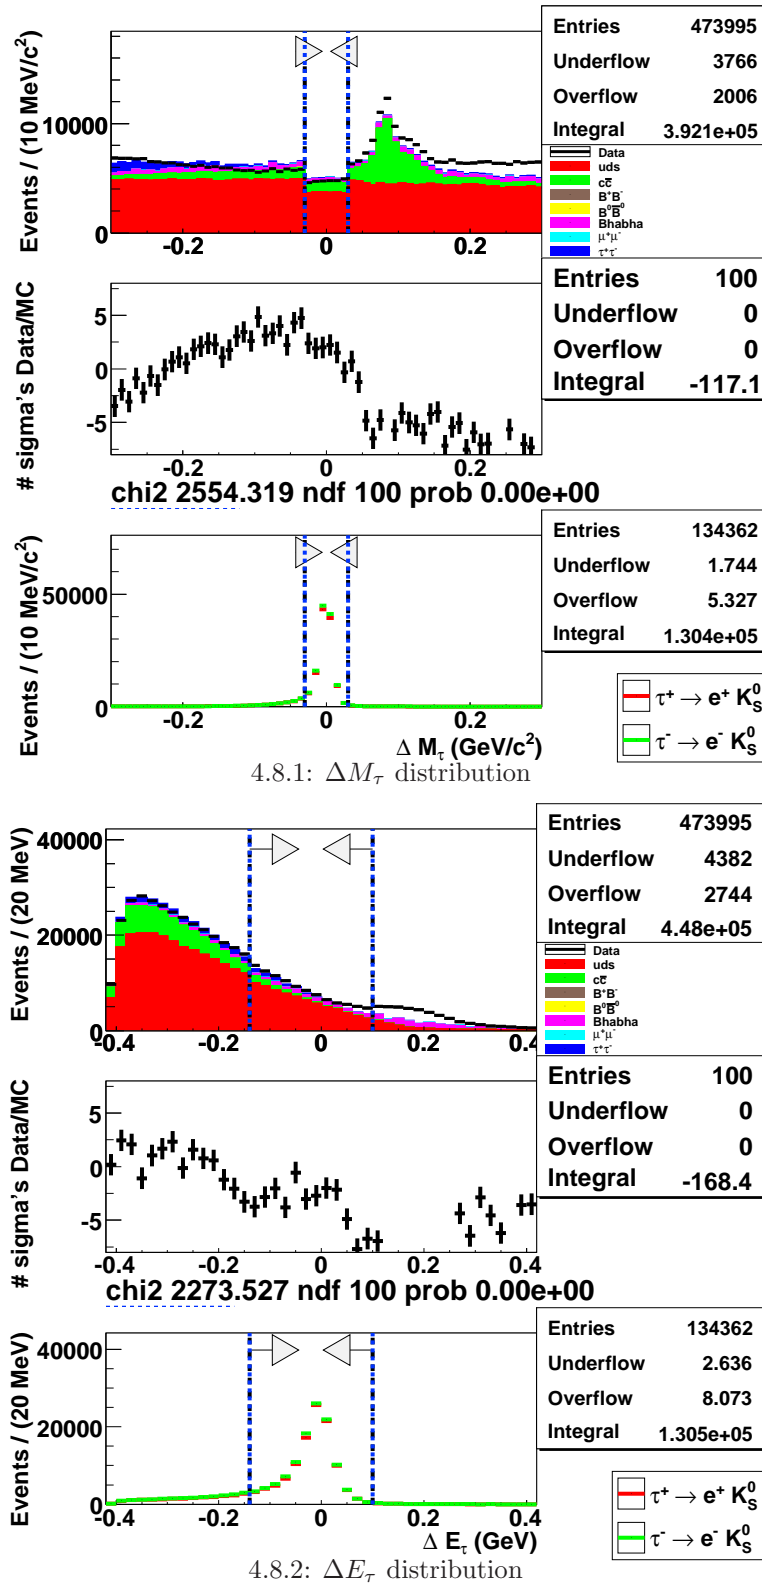 Events / (10 MeV/c²)
10000
5000
0
-0.2 0 0.2
Entries 473995
Underflow 3766
Overflow 2006
Integral 3.921e+05
Data
uds
cc̅
B⁺B⁻
B⁰B̅⁰
Bhabha
μ⁺μ⁻
τ⁺τ⁻
# sigma's Data/MC
5
0
-5
-0.2 0 0.2
Entries 100
Underflow 0
Overflow 0
Integral -117.1
chi2 2554.319 ndf 100 prob 0.00e+00
Events / (10 MeV/c²)
50000
0
-0.2 0 0.2
Δ M_τ (GeV/c²)
Entries 134362
Underflow 1.744
Overflow 5.327
Integral 1.304e+05
τ⁺ → e⁺ K_S⁰
τ⁻ → e⁻ K_S⁰
4.8.1: ΔM_τ distribution
Events / (20 MeV)
40000
20000
0
-0.4 -0.2 0 0.2 0.4
Entries 473995
Underflow 4382
Overflow 2744
Integral 4.48e+05
Data
uds
cc̅
B⁺B⁻
B⁰B̅⁰
Bhabha
μ⁺μ⁻
τ⁺τ⁻
# sigma's Data/MC
5
0
-5
-0.4 -0.2 0 0.2 0.4
Entries 100
Underflow 0
Overflow 0
Integral -168.4
chi2 2273.527 ndf 100 prob 0.00e+00
Events / (20 MeV)
40000
20000
0
-0.4 -0.2 0 0.2 0.4
Δ E_τ (GeV)
Entries 134362
Underflow 2.636
Overflow 8.073
Integral 1.305e+05
τ⁺ → e⁺ K_S⁰
τ⁻ → e⁻ K_S⁰
4.8.2: ΔE_τ distribution